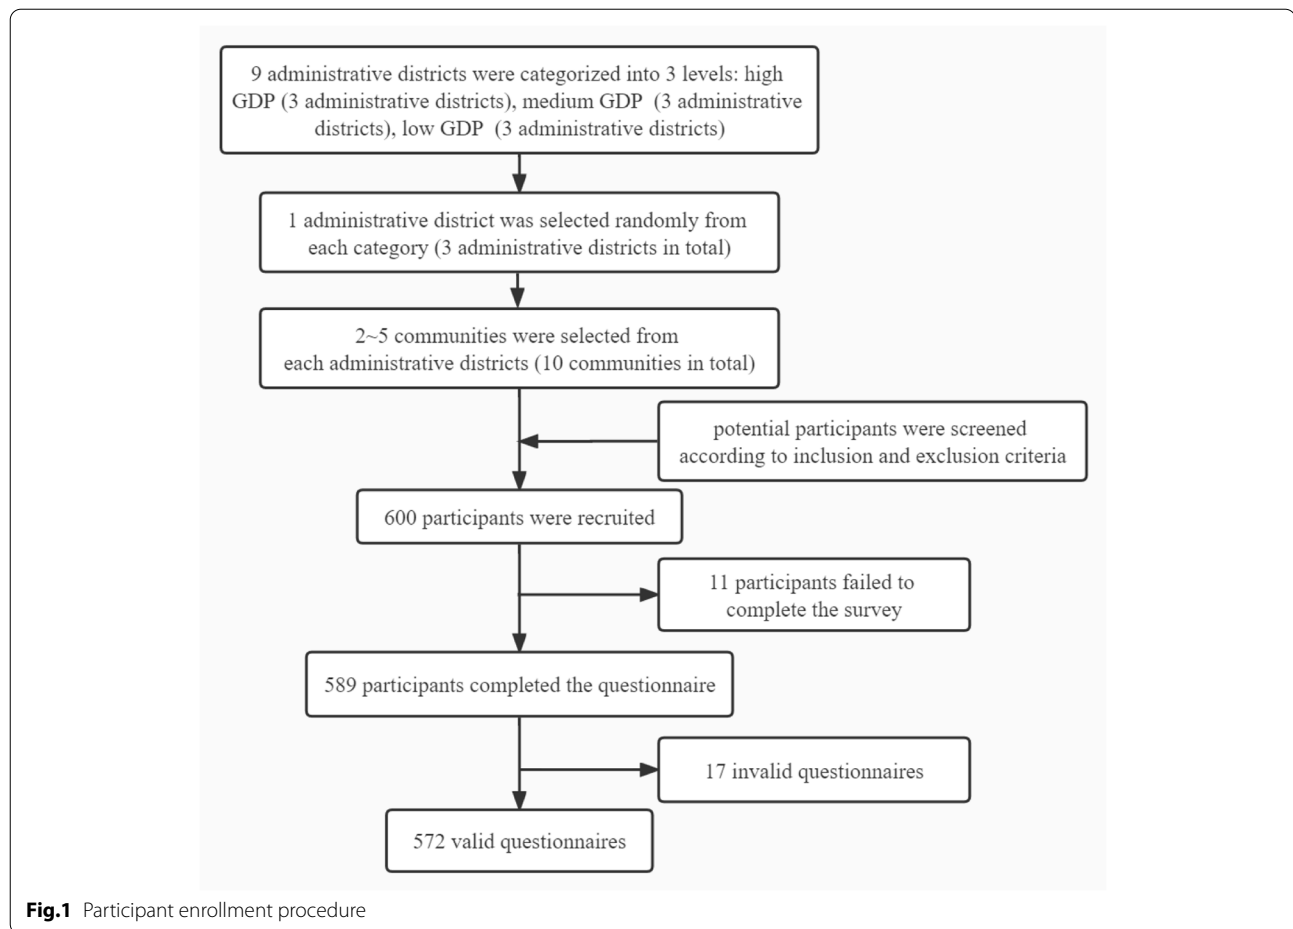 9 administrative districts were categorized into 3 levels: high
GDP (3 administrative districts), medium GDP (3 administrative
districts), low GDP (3 administrative districts)
1 administrative district was selected randomly from
each category (3 administrative districts in total)
2~5 communities were selected from
each administrative districts (10 communities in total)
potential participants were screened
according to inclusion and exclusion criteria
600 participants were recruited
11 participants failed to
complete the survey
589 participants completed the questionnaire
17 invalid questionnaires
572 valid questionnaires
Fig.1 Participant enrollment procedure